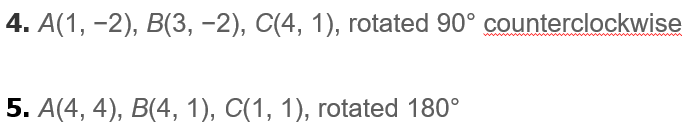 4. A(1, −2), B(3, −2), C(4, 1), rotated 90° counterclockwise
5. A(4, 4), B(4, 1), C(1, 1), rotated 180°